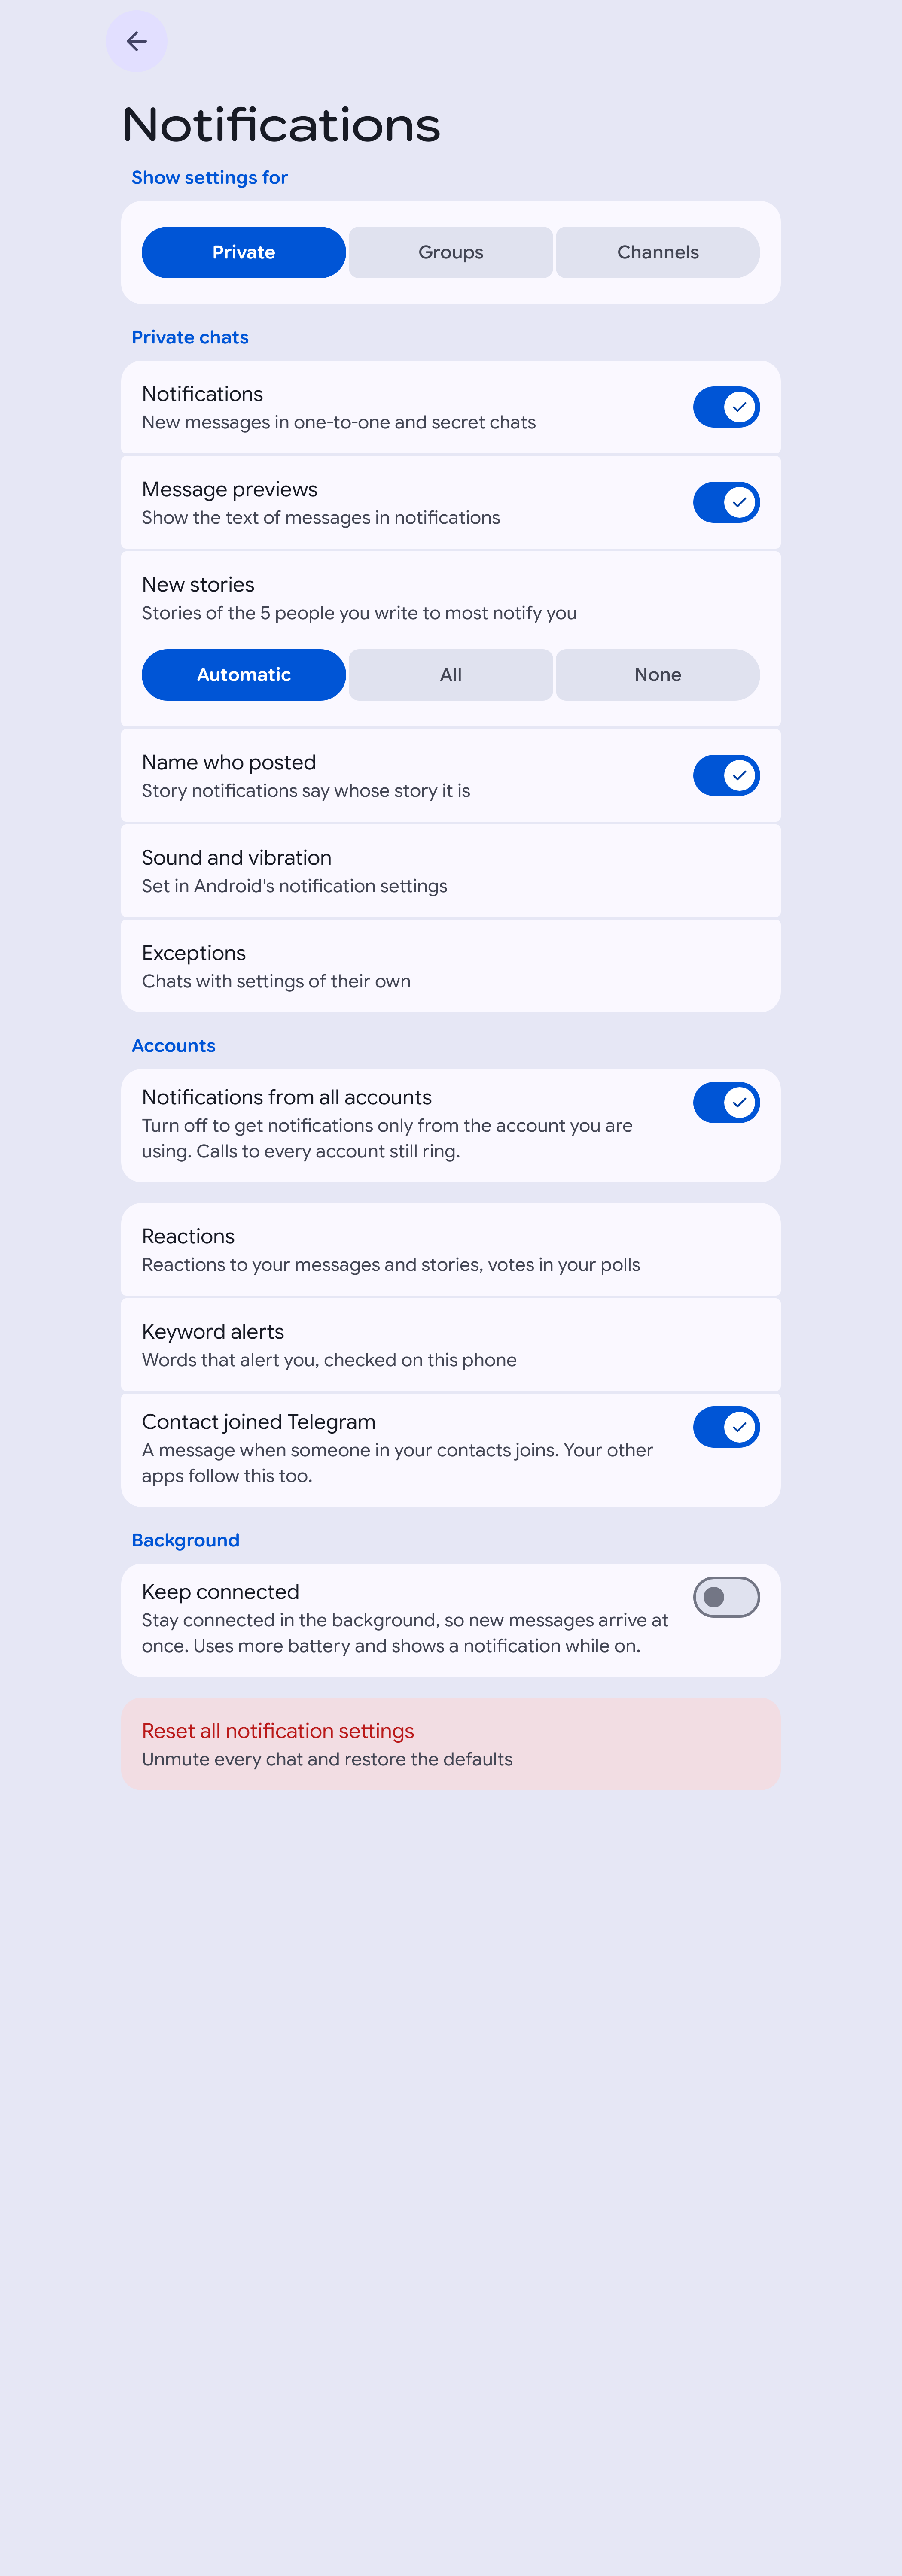 Notifications
Show settings for
Private
Groups
Channels
Private chats
Notifications
New messages in one-to-one and secret chats
Message previews
Show the text of messages in notifications
New stories
Stories of the 5 people you write to most notify you
Automatic
All
None
Name who posted
Story notifications say whose story it is
Sound and vibration
Set in Android's notification settings
Exceptions
Chats with settings of their own
Accounts
Notifications from all accounts
Turn off to get notifications only from the account you are
using. Calls to every account still ring.
Reactions
Reactions to your messages and stories, votes in your polls
Keyword alerts
Words that alert you, checked on this phone
Contact joined Telegram
A message when someone in your contacts joins. Your other
apps follow this too.
Background
Keep connected
Stay connected in the background, so new messages arrive at
once. Uses more battery and shows a notification while on.
Reset all notification settings
Unmute every chat and restore the defaults